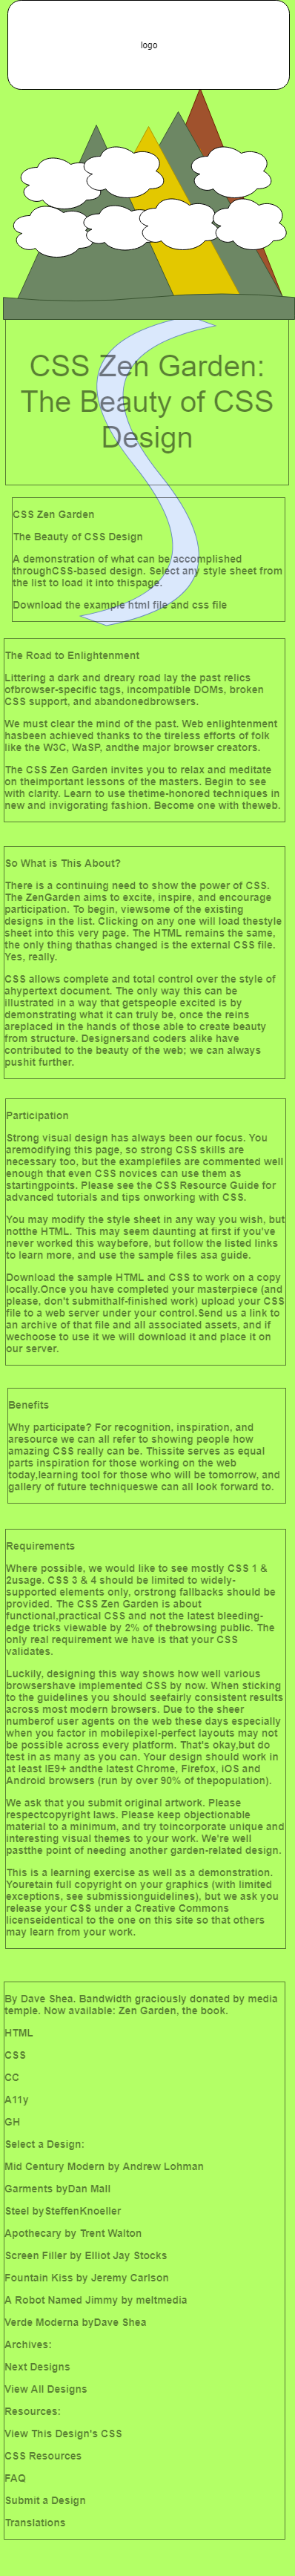 logo
CSS Zen Garden:
The Beauty of CSS
Design
CSS Zen Garden
The Beauty of CSS Design
A demonstration of what can be accomplished
throughCSS-based design. Select any style sheet from
the list to load it into thispage.
Download the example html file and css file
The Road to Enlightenment
Littering a dark and dreary road lay the past relics
ofbrowser-specific tags, incompatible DOMs, broken
CSS support, and abandonedbrowsers.
We must clear the mind of the past. Web enlightenment
hasbeen achieved thanks to the tireless efforts of folk
like the W3C, WaSP, andthe major browser creators.
The CSS Zen Garden invites you to relax and meditate
on theimportant lessons of the masters. Begin to see
with clarity. Learn to use thetime-honored techniques in
new and invigorating fashion. Become one with theweb.
So What is This About?
There is a continuing need to show the power of CSS.
The ZenGarden aims to excite, inspire, and encourage
participation. To begin, viewsome of the existing
designs in the list. Clicking on any one will load thestyle
sheet into this very page. The HTML remains the same,
the only thing thathas changed is the external CSS file.
Yes, really.
CSS allows complete and total control over the style of
ahypertext document. The only way this can be
illustrated in a way that getspeople excited is by
demonstrating what it can truly be, once the reins
areplaced in the hands of those able to create beauty
from structure. Designersand coders alike have
contributed to the beauty of the web; we can always
pushit further.
Participation
Strong visual design has always been our focus. You
aremodifying this page, so strong CSS skills are
necessary too, but the examplefiles are commented well
enough that even CSS novices can use them as
startingpoints. Please see the CSS Resource Guide for
advanced tutorials and tips onworking with CSS.
You may modify the style sheet in any way you wish, but
notthe HTML. This may seem daunting at first if you've
never worked this waybefore, but follow the listed links
to learn more, and use the sample files asa guide.
Download the sample HTML and CSS to work on a copy
locally.Once you have completed your masterpiece (and
please, don't submithalf-finished work) upload your CSS
file to a web server under your control.Send us a link to
an archive of that file and all associated assets, and if
wechoose to use it we will download it and place it on
our server.
Benefits
Why participate? For recognition, inspiration, and
aresource we can all refer to showing people how
amazing CSS really can be. Thissite serves as equal
parts inspiration for those working on the web
today,learning tool for those who will be tomorrow, and
gallery of future techniqueswe can all look forward to.
Requirements
Where possible, we would like to see mostly CSS 1 &
2usage. CSS 3 & 4 should be limited to widely-
supported elements only, orstrong fallbacks should be
provided. The CSS Zen Garden is about
functional,practical CSS and not the latest bleeding-
edge tricks viewable by 2% of thebrowsing public. The
only real requirement we have is that your CSS
validates.
Luckily, designing this way shows how well various
browsershave implemented CSS by now. When sticking
to the guidelines you should seefairly consistent results
across most modern browsers. Due to the sheer
numberof user agents on the web these days especially
when you factor in mobilepixel-perfect layouts may not
be possible across every platform. That's okay,but do
test in as many as you can. Your design should work in
at least IE9+ andthe latest Chrome, Firefox, iOS and
Android browsers (run by over 90% of thepopulation).
We ask that you submit original artwork. Please
respectcopyright laws. Please keep objectionable
material to a minimum, and try toincorporate unique and
interesting visual themes to your work. We're well
pastthe point of needing another garden-related design.
This is a learning exercise as well as a demonstration.
Youretain full copyright on your graphics (with limited
exceptions, see submissionguidelines), but we ask you
release your CSS under a Creative Commons
licenseidentical to the one on this site so that others
may learn from your work.
By Dave Shea. Bandwidth graciously donated by media
temple. Now available: Zen Garden, the book.
HTML
CSS
CC
A11y
GH
Select a Design:
Mid Century Modern by Andrew Lohman
Garments byDan Mall
Steel bySteffenKnoeller
Apothecary by Trent Walton
Screen Filler by Elliot Jay Stocks
Fountain Kiss by Jeremy Carlson
A Robot Named Jimmy by meltmedia
Verde Moderna byDave Shea
Archives:
Next Designs
View All Designs
Resources:
View This Design's CSS
CSS Resources
FAQ
Submit a Design
Translations